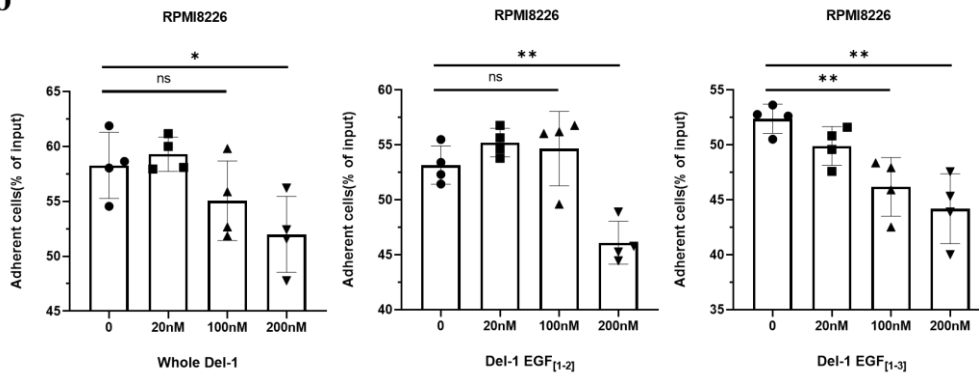 RPMI8226
*
ns
Adherent cells(% of input)
65
60
55
50
45
0 20nM 100nM 200nM
Whole Del-1
RPMI8226
**
ns
Adherent cells(% of input)
60
55
50
45
40
0 20nM 100nM 200nM
Del-1 EGF[1-2]
RPMI8226
**
**
Adherent cells(% of input)
55
50
45
40
35
0 20nM 100nM 200nM
Del-1 EGF[1-3]